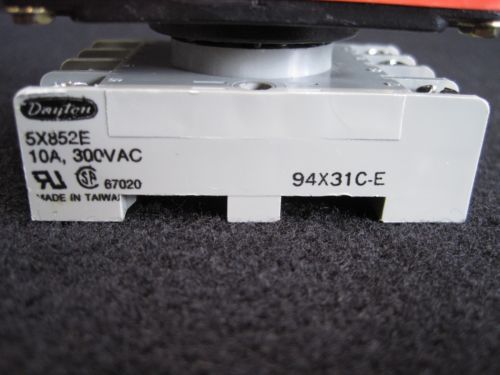 Dayton
5X852E
10A, 300VAC
94X31C-E
67020
MADE IN TAIWAN